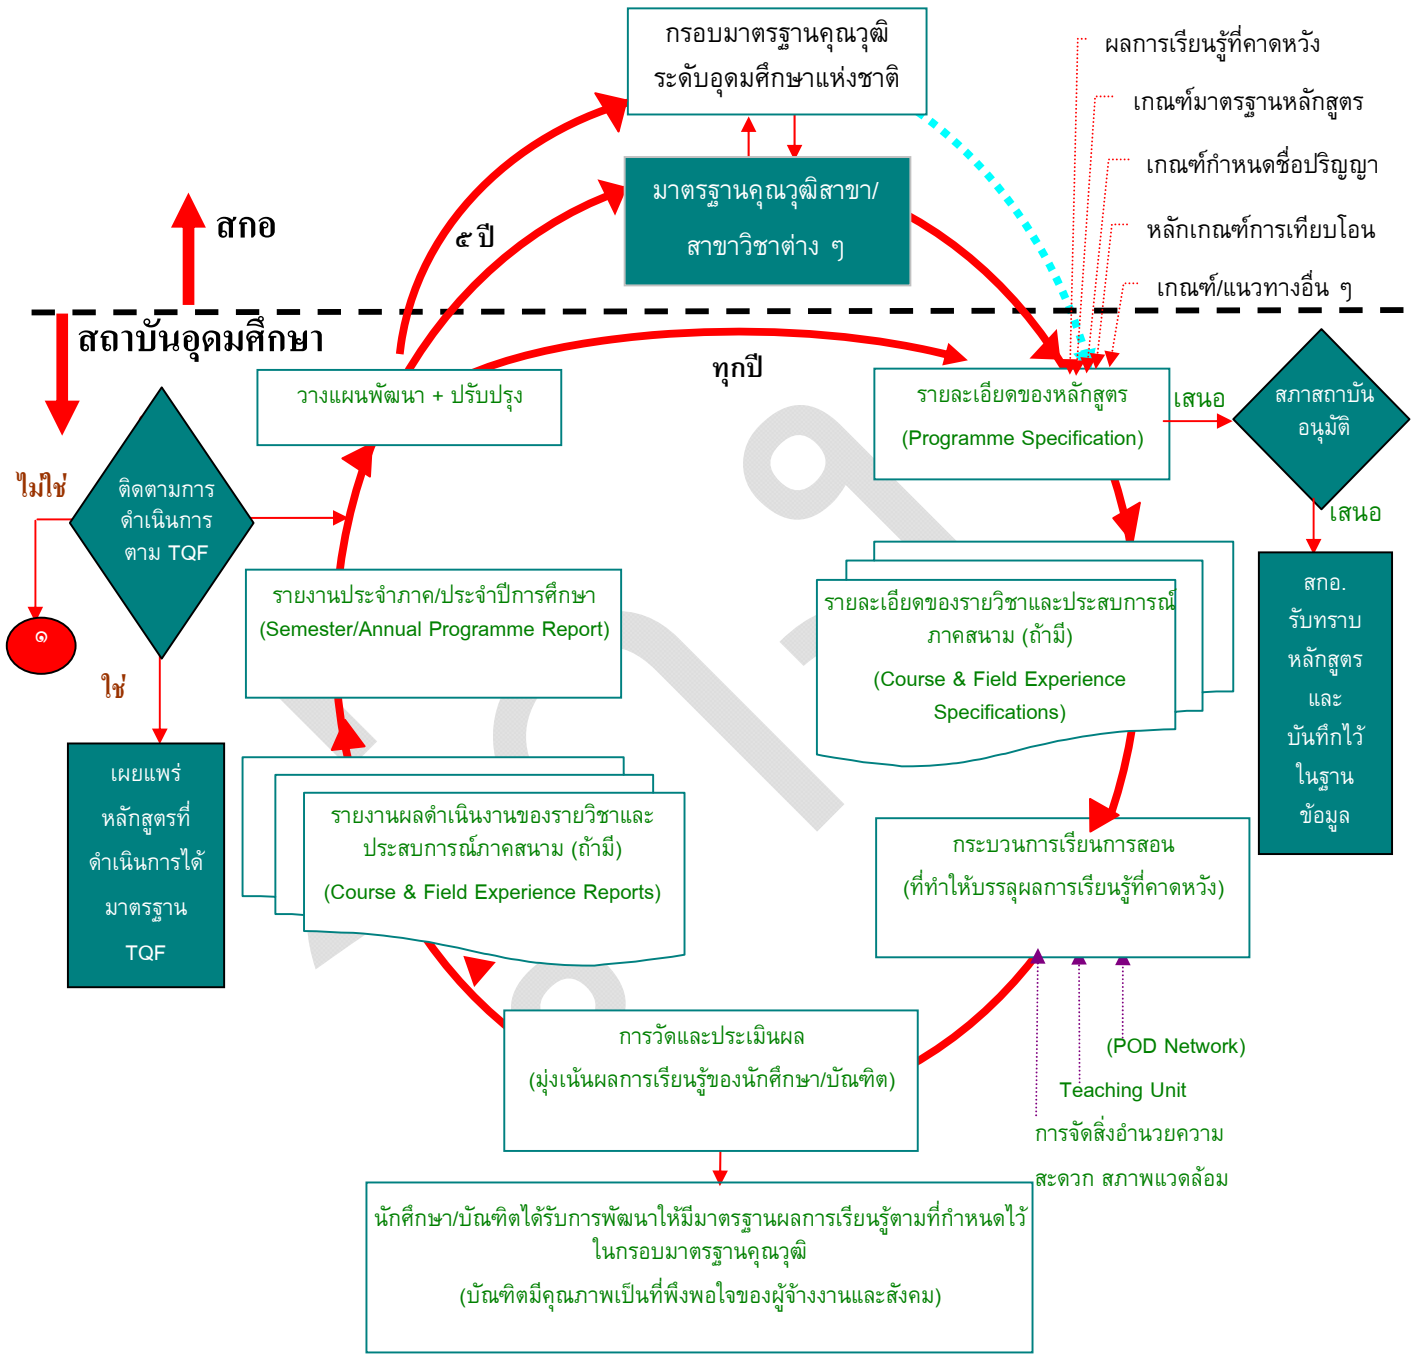 กรอบมาตรฐานคุณวุฒิ
ระดับอุดมศึกษาแห่งชาติ
ผลการเรียนรู้ที่คาดหวัง
เกณฑ์มาตรฐานหลักสูตร
เกณฑ์กำหนดชื่อปริญญา
หลักเกณฑ์การเทียบโอน
เกณฑ์/แนวทางอื่น ๆ
มาตรฐานคุณวุฒิสาขา/
สาขาวิชาต่าง ๆ
๕ ปี
สกอ
สถาบันอุดมศึกษา
ทุกปี
วางแผนพัฒนา + ปรับปรุง
รายละเอียดของหลักสูตร
(Programme Specification)
เสนอ
สภาสถาบัน
อนุมัติ
เสนอ
สกอ.
รับทราบ
หลักสูตร
และ
บันทึกไว้
ในฐาน
ข้อมูล
ไม่ใช่
ติดตามการ
ดำเนินการ
ตาม TQF
๑
ใช่
เผยแพร่
หลักสูตรที่
ดำเนินการได้
มาตรฐาน
TQF
รายงานประจำภาค/ประจำปีการศึกษา
(Semester/Annual Programme Report)
รายละเอียดของรายวิชาและประสบการณ์
ภาคสนาม (ถ้ามี)
(Course & Field Experience
Specifications)
รายงานผลดำเนินงานของรายวิชาและ
ประสบการณ์ภาคสนาม (ถ้ามี)
(Course & Field Experience Reports)
กระบวนการเรียนการสอน
(ที่ทำให้บรรลุผลการเรียนรู้ที่คาดหวัง)
การวัดและประเมินผล
(มุ่งเน้นผลการเรียนรู้ของนักศึกษา/บัณฑิต)
(POD Network)
Teaching Unit
การจัดสิ่งอำนวยความ
สะดวก สภาพแวดล้อม
นักศึกษา/บัณฑิตได้รับการพัฒนาให้มีมาตรฐานผลการเรียนรู้ตามที่กำหนดไว้
ในกรอบมาตรฐานคุณวุฒิ
(บัณฑิตมีคุณภาพเป็นที่พึงพอใจของผู้จ้างงานและสังคม)